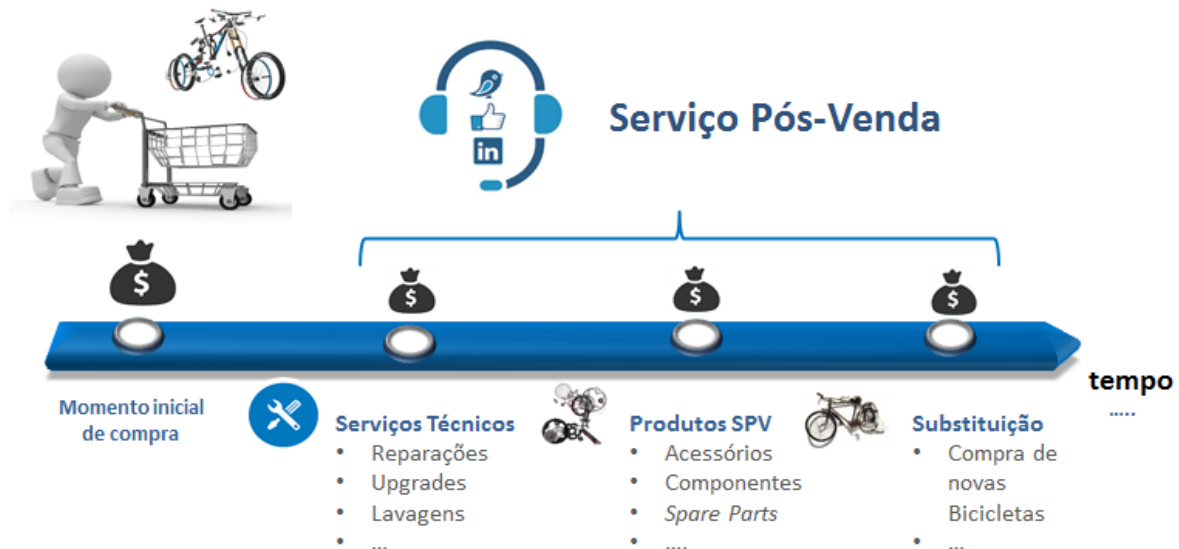 in
Serviço Pós-Venda
$
$
$
$
Momento inicial
de compra
Serviços Técnicos
• Reparações
• Upgrades
• Lavagens
• ...
Produtos SPV
• Acessórios
• Componentes
• Spare Parts
• ....
Substituição
• Compra de
novas
Bicicletas
• ...
tempo
.....